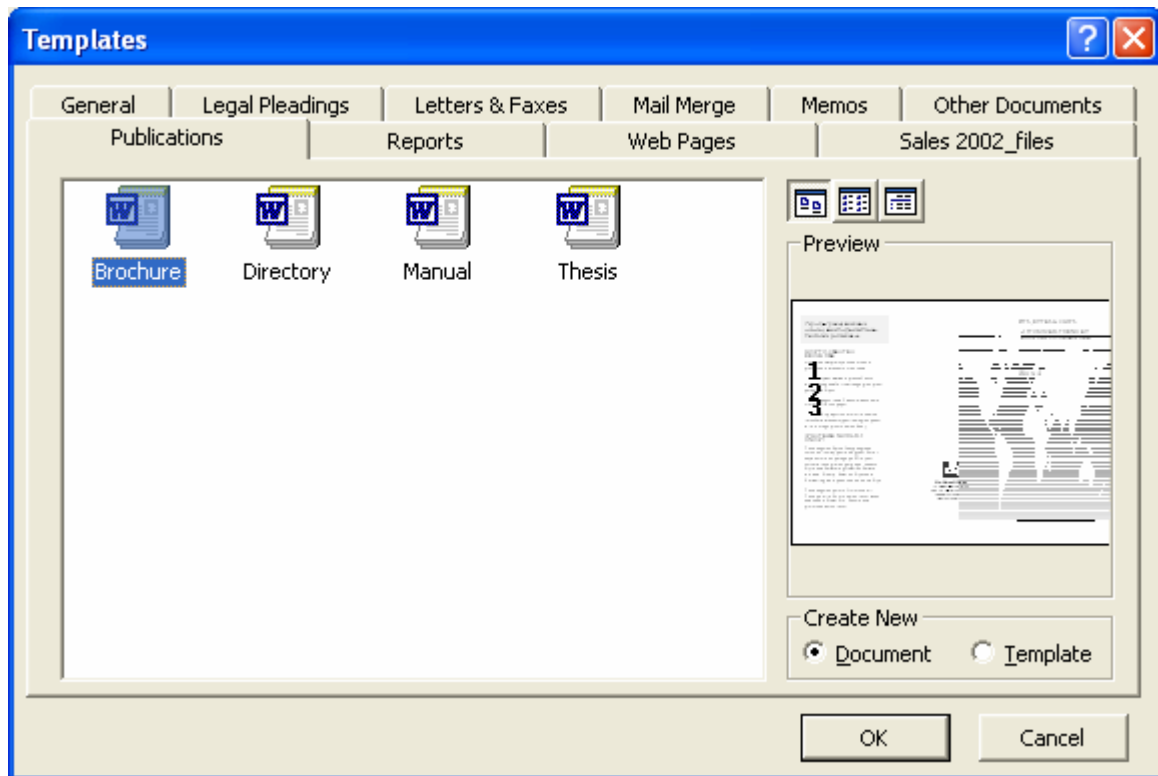 Templates
General Legal Pleadings Letters & Faxes Mail Merge Memos Other Documents
Publications Reports Web Pages Sales 2002_files
Brochure Directory Manual Thesis
Preview
1
2
3
Create New
Document Template
OK Cancel